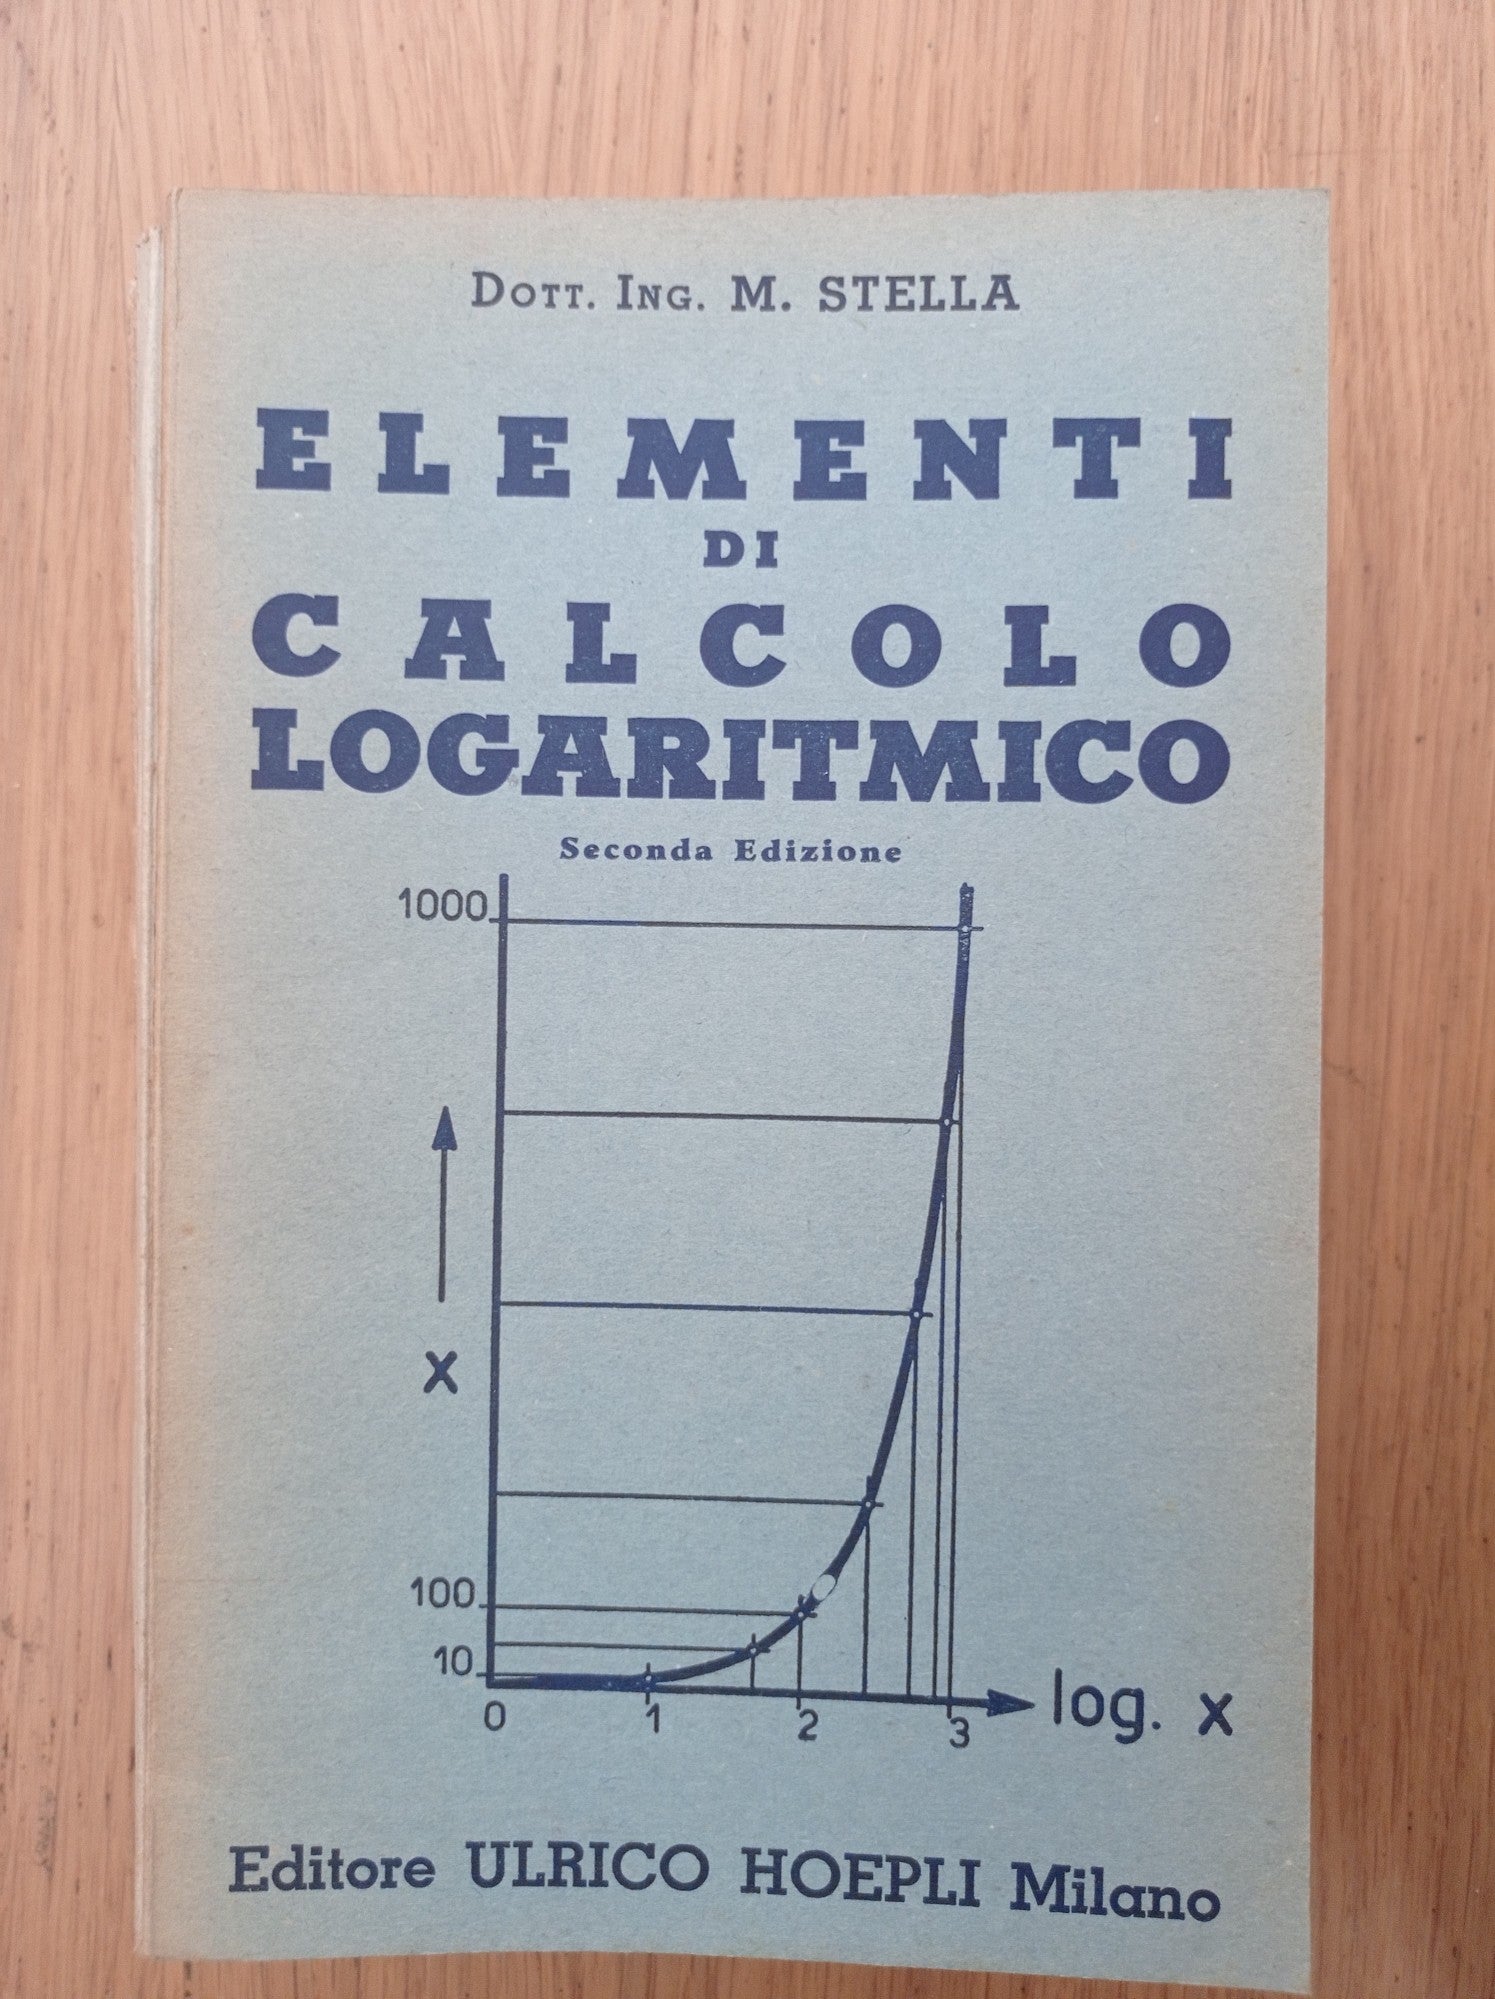 Dott. Ing. M. STELLA
ELEMENTI
DI
CALCOLO
LOGARITMICO
Seconda Edizione
1000
x
100
10
0 1 2 3
log. x
Editore ULRICO HOEPLI Milano